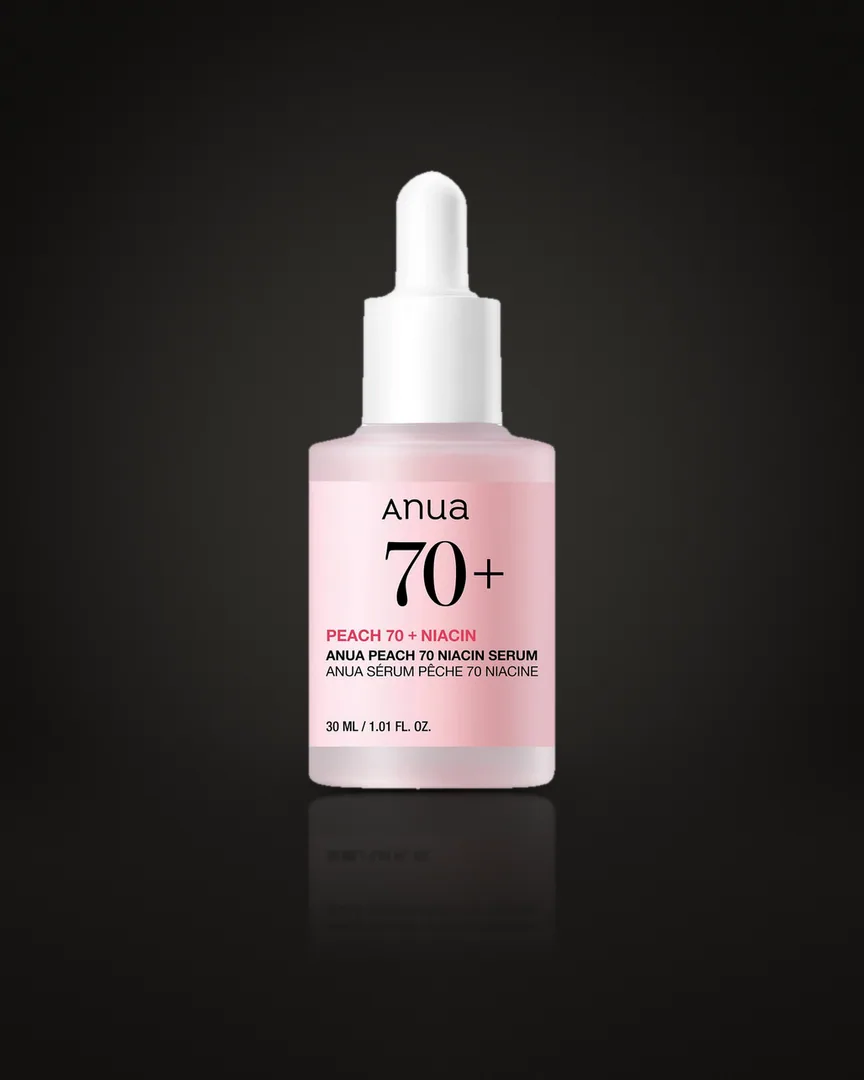 Anua
70+
PEACH 70 + NIACIN
ANUA PEACH 70 NIACIN SERUM
ANUA SÉRUM PÊCHE 70 NIACINE
30 ML / 1.01 FL. OZ.